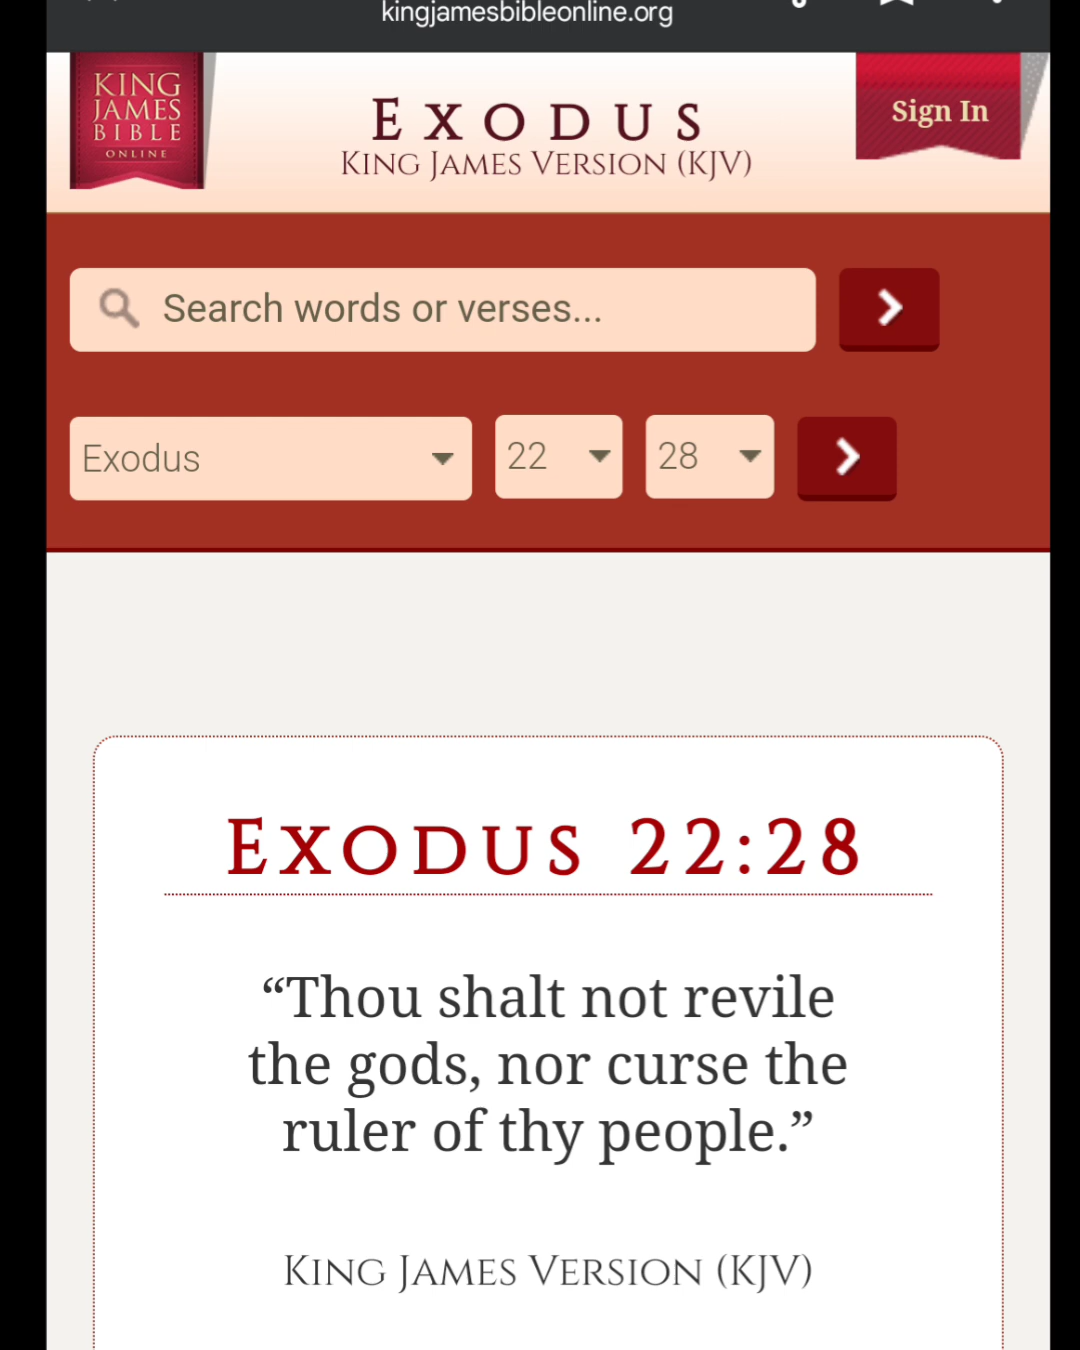 kingjamesbibleonline.org
KING
JAMES
BIBLE
ONLINE
EXODUS
KING JAMES VERSION (KJV)
Sign In
Search words or verses...
Exodus
22
28
EXODUS 22:28
“Thou shalt not revile
the gods, nor curse the
ruler of thy people.”
KING JAMES VERSION (KJV)